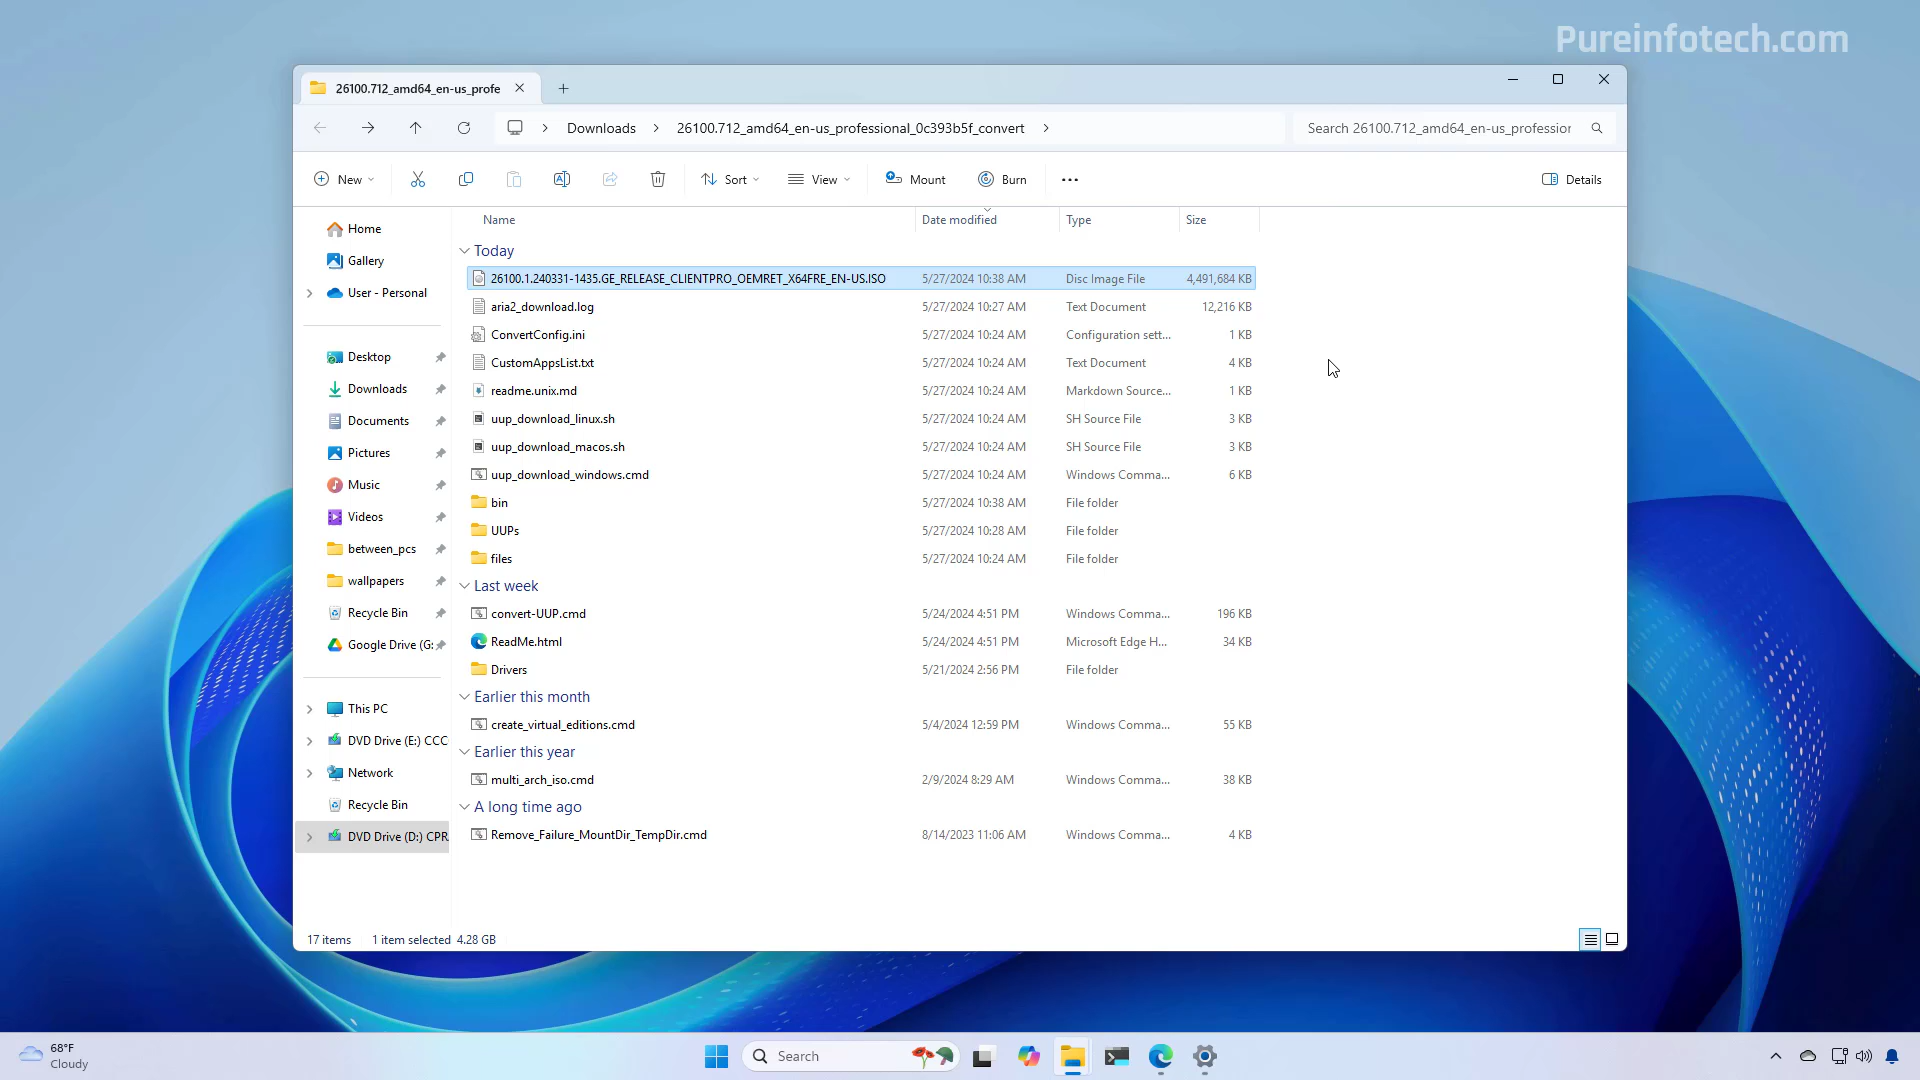 Pureinfotech.com
26100.712_amd64_en-us_profe
Downloads 26100.712_amd64_en-us_professional_0c393b5f_convert
Search 26100.712_amd64_en-us_professior
New Sort View Mount Burn Details
Name Date modified Type Size
Home
Gallery
User - Personal
Desktop
Downloads
Documents
Pictures
Music
Videos
between_pcs
wallpapers
Recycle Bin
Google Drive (G:
This PC
DVD Drive (E:) CCC
Network
Recycle Bin
DVD Drive (D:) CPR
Today
26100.1.240331-1435.GE_RELEASE_CLIENTPRO_OEMRET_X64FRE_EN-US.ISO 5/27/2024 10:38 AM Disc Image File 4,491,684 KB
aria2_download.log 5/27/2024 10:27 AM Text Document 12,216 KB
ConvertConfig.ini 5/27/2024 10:24 AM Configuration sett... 1 KB
CustomAppsList.txt 5/27/2024 10:24 AM Text Document 4 KB
readme.unix.md 5/27/2024 10:24 AM Markdown Source... 1 KB
uup_download_linux.sh 5/27/2024 10:24 AM SH Source File 3 KB
uup_download_macos.sh 5/27/2024 10:24 AM SH Source File 3 KB
uup_download_windows.cmd 5/27/2024 10:24 AM Windows Comma... 6 KB
bin 5/27/2024 10:38 AM File folder
UUPs 5/27/2024 10:28 AM File folder
files 5/27/2024 10:24 AM File folder
Last week
convert-UUP.cmd 5/24/2024 4:51 PM Windows Comma... 196 KB
ReadMe.html 5/24/2024 4:51 PM Microsoft Edge H... 34 KB
Drivers 5/21/2024 2:56 PM File folder
Earlier this month
create_virtual_editions.cmd 5/4/2024 12:59 PM Windows Comma... 55 KB
Earlier this year
multi_arch_iso.cmd 2/9/2024 8:29 AM Windows Comma... 38 KB
A long time ago
Remove_Failure_MountDir_TempDir.cmd 8/14/2023 11:06 AM Windows Comma... 4 KB
17 items 1 item selected 4.28 GB
68°F
Cloudy
Search